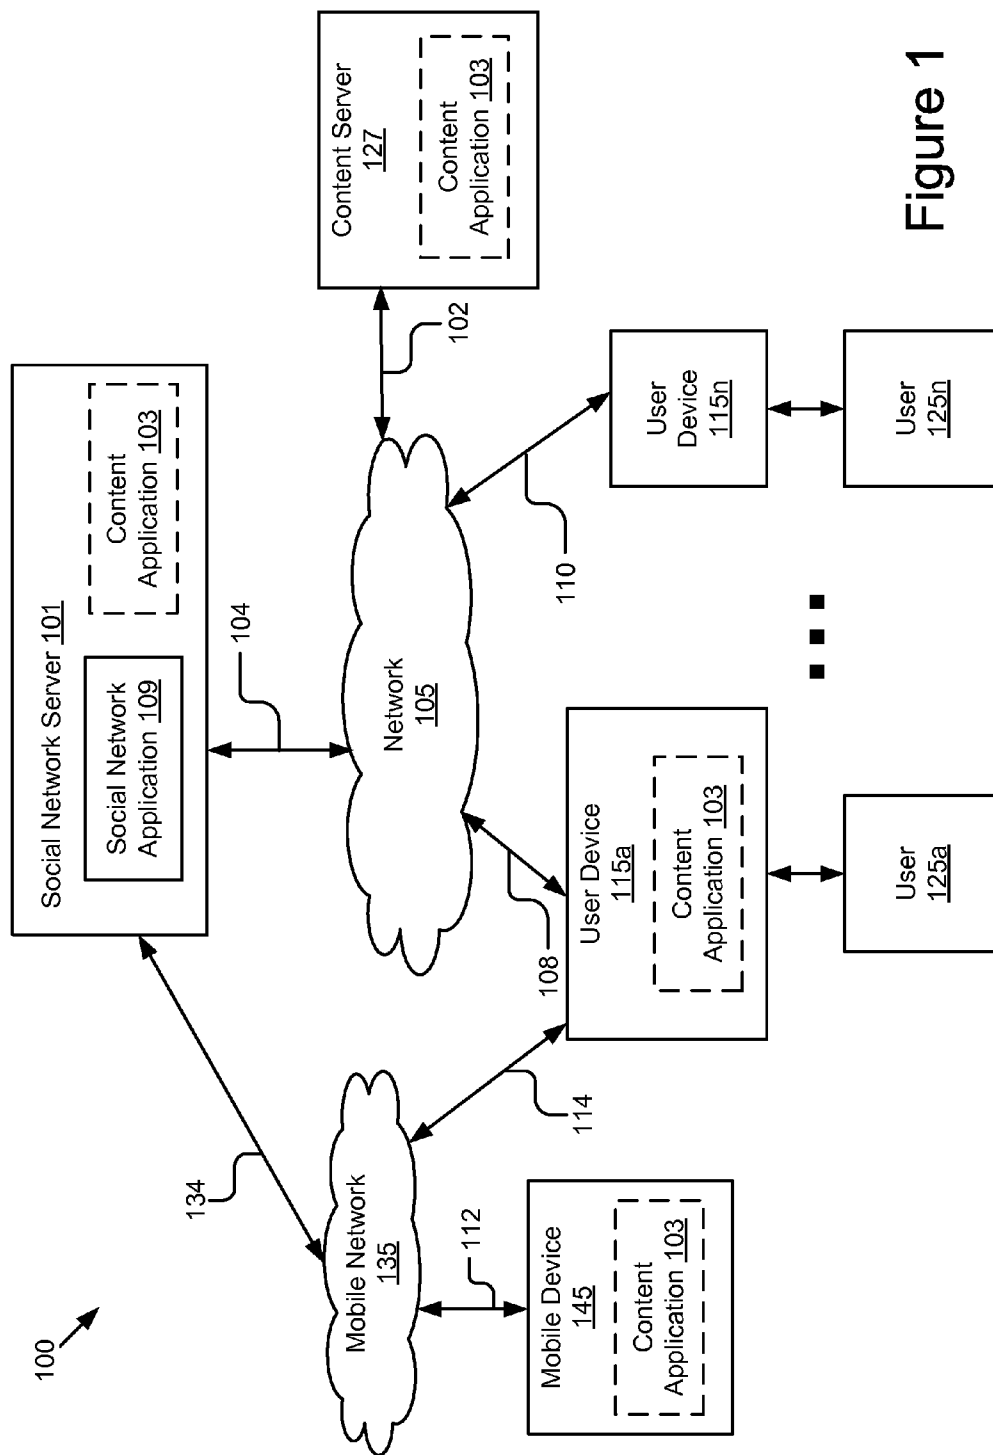 100
Social Network Server 101
Social Network
Application 109
Content
Application 103
134
104
Mobile Network
135
Network
105
102
Content Server
127
Content
Application 103
112
114
108
110
Mobile Device
145
Content
Application 103
User Device
115a
Content
Application 103
User
Device
115n
User
125a
User
125n
Figure 1